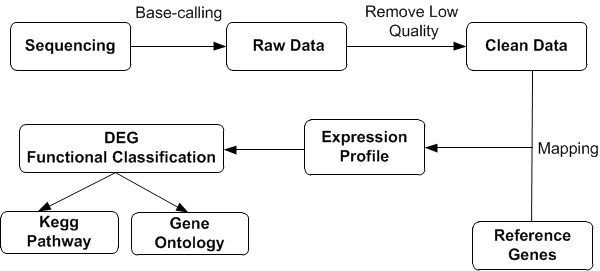 Base-calling
Remove Low
Quality
Sequencing
Raw Data
Clean Data
DEG
Functional Classification
Expression
Profile
Mapping
Kegg
Pathway
Gene
Ontology
Reference
Genes